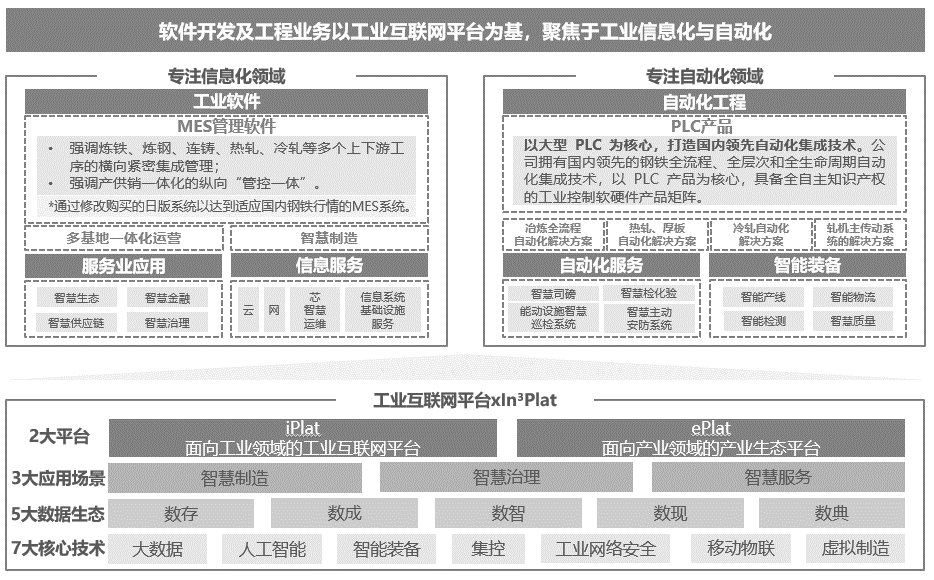 软件开发及工程业务以工业互联网平台为基，聚焦于工业信息化与自动化
专注信息化领域
工业软件
MES管理软件
• 强调炼铁、炼钢、连铸、热轧、冷轧等多个上下游工
序的横向紧密集成管理；
• 强调产供销一体化的纵向“管控一体”。
*通过修改购买的日版系统以达到适应国内钢铁行情的MES系统。
多基地一体化运营
智慧制造
服务业应用
信息服务
智慧生态
智慧金融
智慧供应链
智慧治理
云
网
芯
智慧
运维
信息系统
基础设施
服务
专注自动化领域
自动化工程
PLC产品
以大型 PLC 为核心，打造国内领先自动化集成技术。公
司拥有国内领先的钢铁全流程、全层次和全生命周期自动
化集成技术，以 PLC 产品为核心，具备全自主知识产权
的工业控制软硬件产品矩阵。
冶炼全流程
自动化解决方案
热轧、厚板
自动化解决方案
冷轧自动化
解决方案
轧机主传动系
统的解决方案
自动化服务
智能装备
智慧司磅
智慧检化验
能动设施智慧
巡检系统
智慧主动
安防系统
智能产线
智能物流
智能检测
智慧质量
工业互联网平台xIn³Plat
2大平台
iPlat
面向工业领域的工业互联网平台
ePlat
面向产业领域的产业生态平台
3大应用场景
智慧制造
智慧治理
智慧服务
5大数据生态
数存
数成
数智
数现
数典
7大核心技术
大数据
人工智能
智能装备
集控
工业网络安全
移动物联
虚拟制造